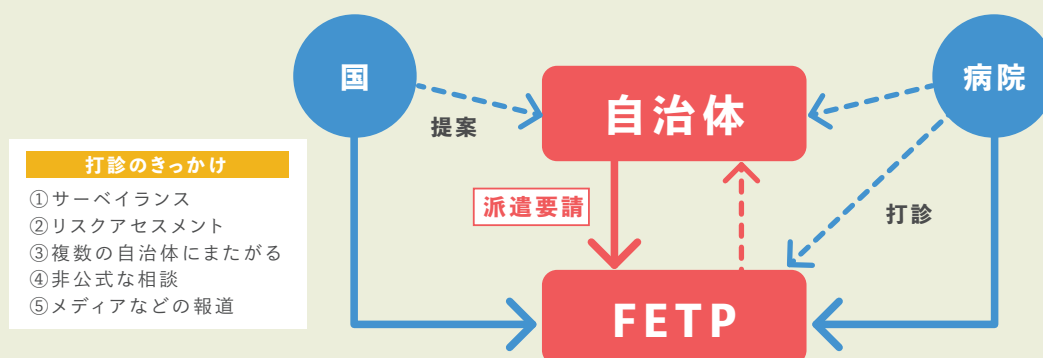 国
自治体
病院
提案
打診のきっかけ
①サーベイランス
②リスクアセスメント
③複数の自治体にまたがる
④非公式な相談
⑤メディアなどの報道
派遣要請
打診
FETP